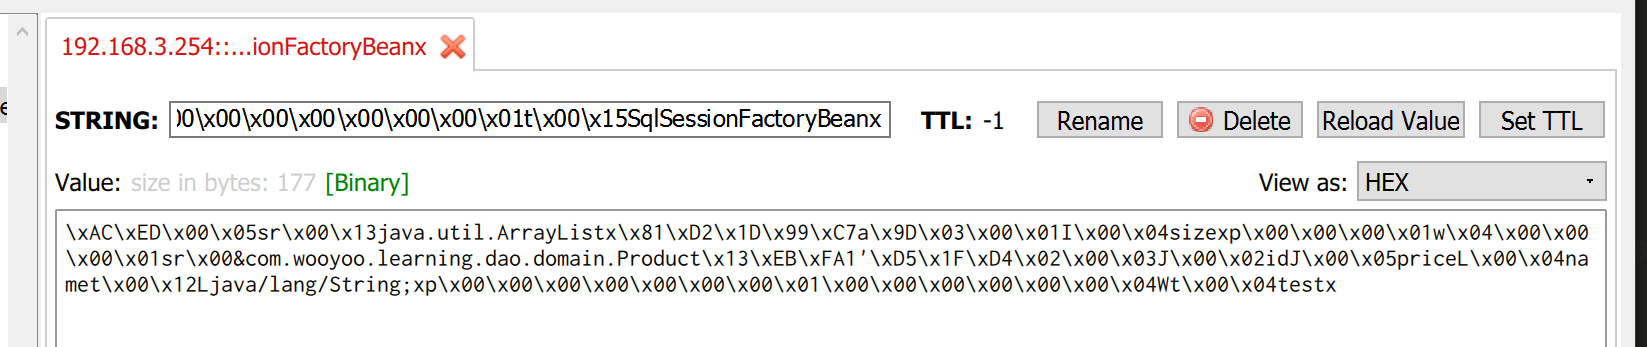 192.168.3.254::...ionFactoryBeanx
STRING: 00\x00\x00\x00\x00\x00\x00\x01t\x00\x15SqlSessionFactoryBeanx TTL: -1 Rename Delete Reload Value Set TTL
Value: size in bytes: 177 [Binary] View as: HEX
\xAC\xED\x00\x05sr\x00\x13java.util.ArrayListx\x81\xD2\x1D\x99\xC7a\x9D\x03\x00\x01I\x00\x04sizexp\x00\x00\x00\x01w\x04\x00\x00
\x00\x01sr\x00&com.wooyoo.learning.dao.domain.Product\x13\xEB\xFA1'\xD5\x1F\xD4\x02\x00\x03J\x00\x02idJ\x00\x05priceL\x00\x04na
met\x00\x12Ljava/lang/String;xp\x00\x00\x00\x00\x00\x00\x00\x01\x00\x00\x00\x00\x00\x00\x04Wt\x00\x04testx